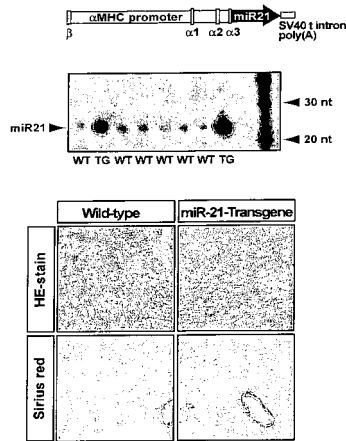 αMHC promoter miR21
SV40 t intron
poly(A)
β α1 α2 α3
30 nt
miR21
20 nt
WT TG WT WT WT WT TG
Wild-type miR-21-Transgene
HE-stain
Sirius red